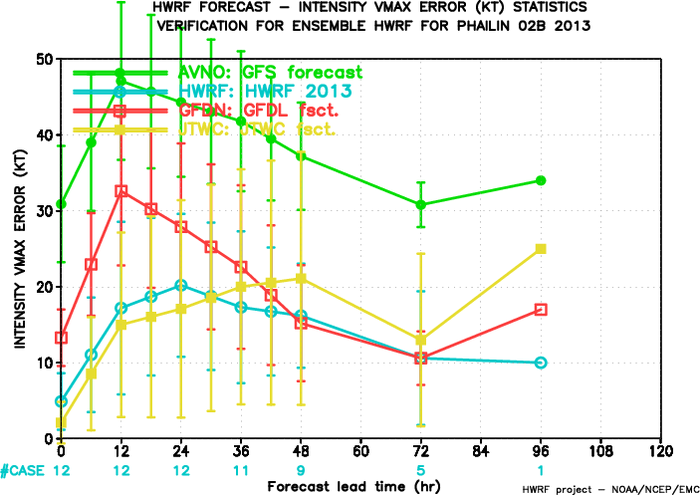 HWRF FORECAST – INTENSITY VMAX ERROR (KT) STATISTICS
VERIFICATION FOR ENSEMBLE HWRF FOR PHAILIN 02B 2013
50
AVNO: GFS forecast
HWRF: HWRF 2013
GFDN: GFDL fsct.
JTWC: JTWC fsct.
40
30
20
10
0
INTENSITY VMAX ERROR (KT)
0 12 24 36 48 60 72 84 96 108 120
#CASE 12 12 12 11 9 5 1
Forecast lead time (hr)
HWRF project – NOAA/NCEP/EMC